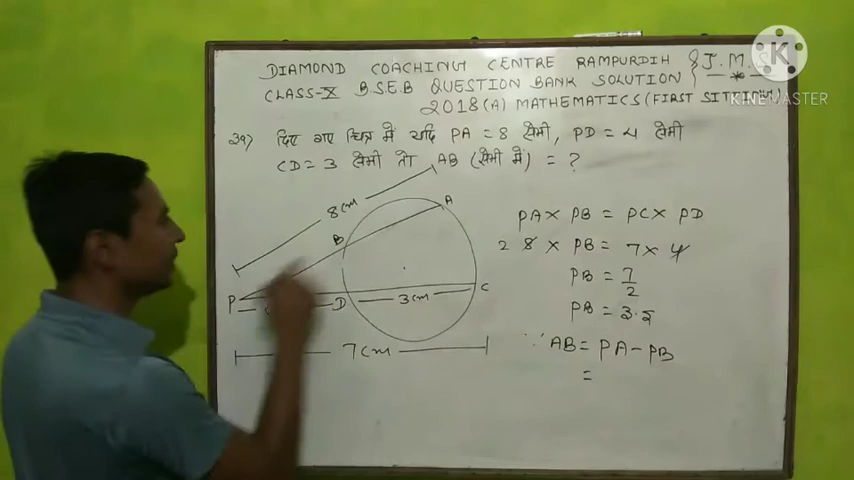 DIAMOND COACHING CENTRE RAMPURDIH { J. M. S
CLASS-X B.S.E.B QUESTION BANK SOLUTION
2018(A) MATHEMATICS (FIRST SITTING)
K
KINEMASTER
29) दिए गए चित्र में यदि PA = 8 सेमी, PD = 4 सेमी
CD = 3 सेमी तो AB (सेमी में) = ?
8cm
A
B
P
D
3cm
C
7cm
PA × PB = PC × PD
2 8 × PB = 7 × 4
PB = 7/2
PB = 3.5
∵ AB = PA − PB
=